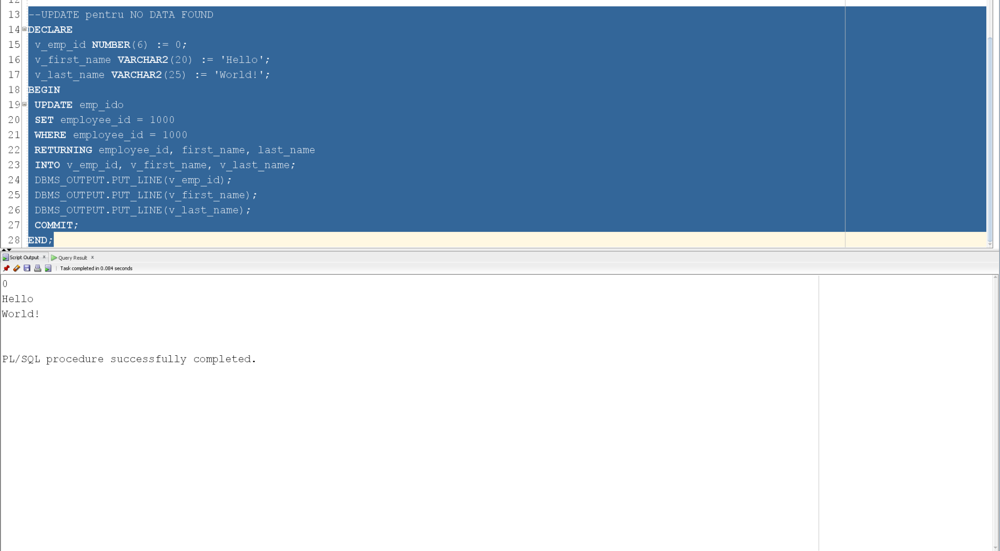 12
13 --UPDATE pentru NO DATA FOUND
14 DECLARE
15 v_emp_id NUMBER(6) := 0;
16 v_first_name VARCHAR2(20) := 'Hello';
17 v_last_name VARCHAR2(25) := 'World!';
18 BEGIN
19 UPDATE emp_ido
20 SET employee_id = 1000
21 WHERE employee_id = 1000
22 RETURNING employee_id, first_name, last_name
23 INTO v_emp_id, v_first_name, v_last_name;
24 DBMS_OUTPUT.PUT_LINE(v_emp_id);
25 DBMS_OUTPUT.PUT_LINE(v_first_name);
26 DBMS_OUTPUT.PUT_LINE(v_last_name);
27 COMMIT;
28 END;
Script Output x Query Result x
Task completed in 0.084 seconds
0
Hello
World!
PL/SQL procedure successfully completed.